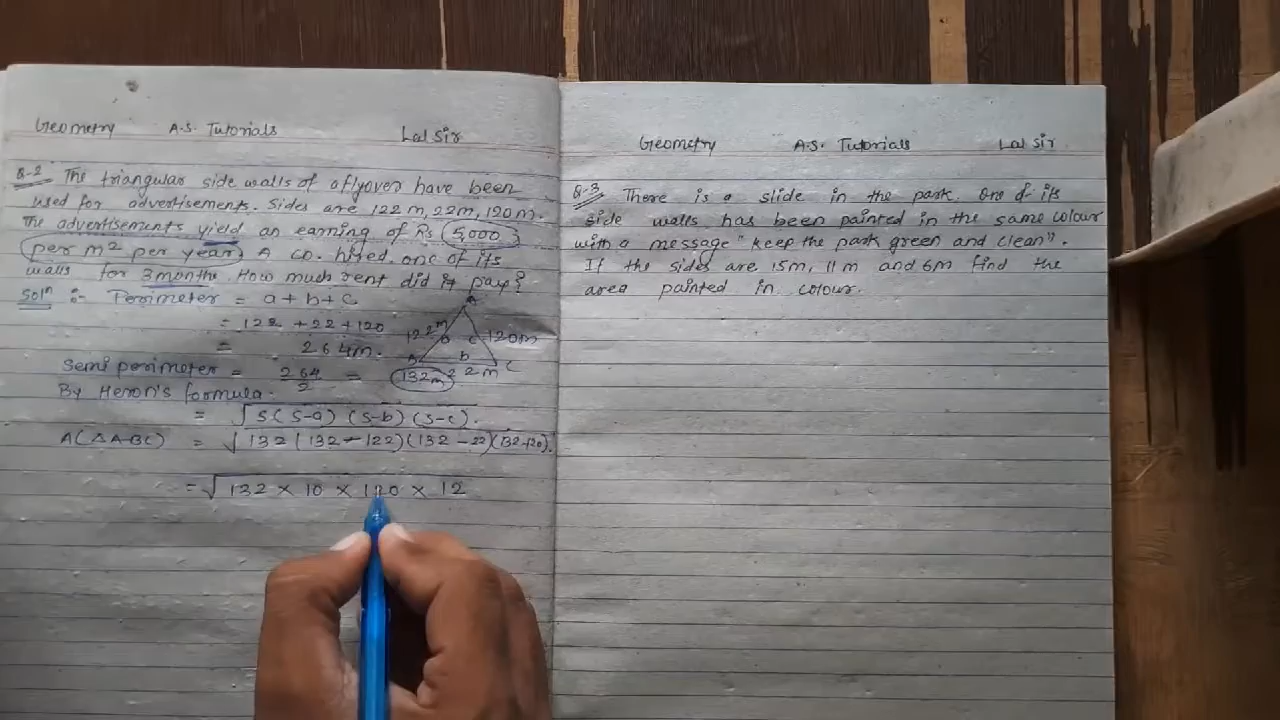 Geometry A.S. Tutorials Lal Sir
Q-2 The triangular side walls of a flyover have been
used for advertisements. Sides are 122 m, 22m, 120 m.
The advertisements yield an earning of Rs 5,000
per m² per year. A co. hired one of its
walls for 3 months. How much rent did it pay?
Solⁿ :- Perimeter = a + b + c
= 122 + 22 + 120
= 264m.
Semi perimeter = 264/2 = 132m
A
122m 120m
c
b
22m C
By Heron's formula.
= √s(s-a) (s-b) (s-c).
A(△ABC) = √132(132-122)(132-22)(132-120).
= √132 × 10 × 110 × 12
Geometry A.S. Tutorials Lal Sir
Q-3 There is a slide in the park. One of its
side walls has been painted in the same colour
with a message "keep the park green and clean".
If the sides are 15m, 11m and 6m find the
area painted in colour.